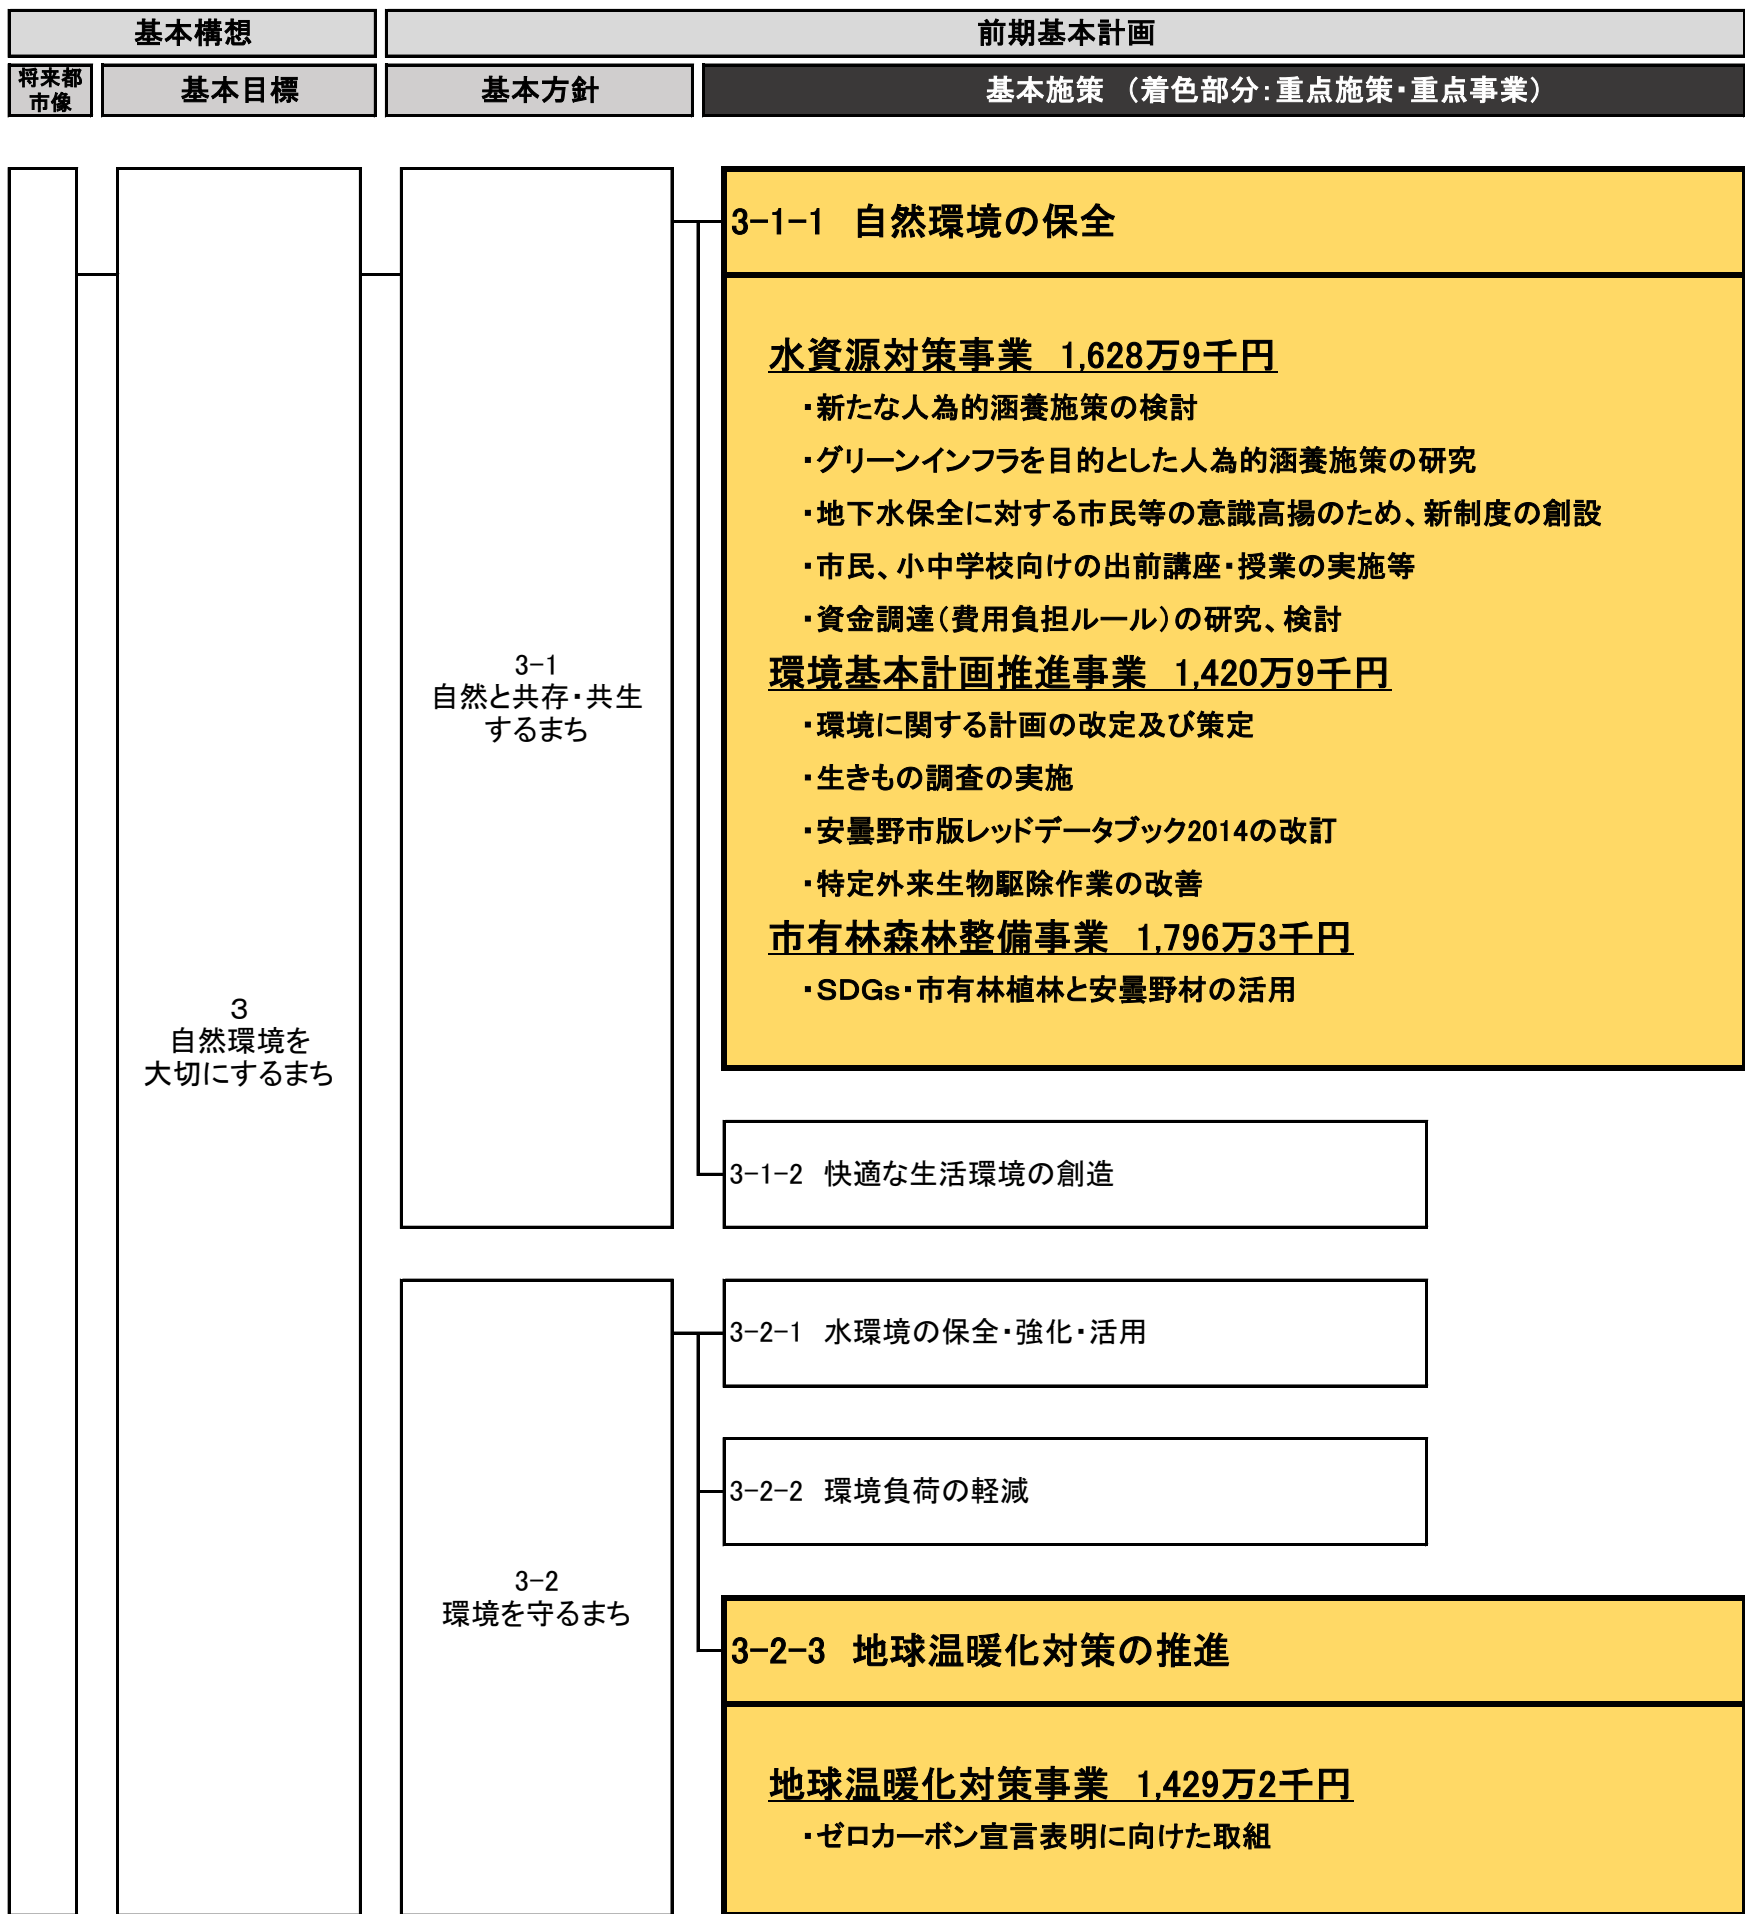 基本構想
前期基本計画
将来都
市像
基本目標
基本方針
基本施策 （着色部分：重点施策・重点事業）
3
自然環境を
大切にするまち
3-1
自然と共存・共生
するまち
3-1-1 自然環境の保全
水資源対策事業 1,628万9千円
・新たな人為的涵養施策の検討
・グリーンインフラを目的とした人為的涵養施策の研究
・地下水保全に対する市民等の意識高揚のため、新制度の創設
・市民、小中学校向けの出前講座・授業の実施等
・資金調達（費用負担ルール）の研究、検討
環境基本計画推進事業 1,420万9千円
・環境に関する計画の改定及び策定
・生きもの調査の実施
・安曇野市版レッドデータブック2014の改訂
・特定外来生物駆除作業の改善
市有林森林整備事業 1,796万3千円
・SDGs・市有林植林と安曇野材の活用
3-1-2 快適な生活環境の創造
3-2
環境を守るまち
3-2-1 水環境の保全・強化・活用
3-2-2 環境負荷の軽減
3-2-3 地球温暖化対策の推進
地球温暖化対策事業 1,429万2千円
・ゼロカーボン宣言表明に向けた取組